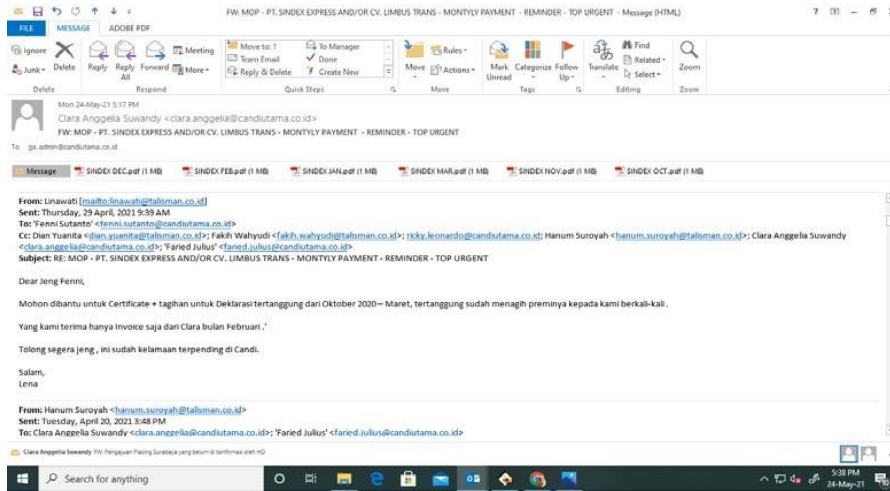 FW: MOP - PT. SINDEX EXPRESS AND/OR CV. LIMBUS TRANS - MONTYLY PAYMENT - REMINDER - TOP URGENT - Message (HTML)
FILE MESSAGE ADOBE PDF
Ignore
Junk
Delete
Reply
Reply All
Forward
Meeting
More
Move to: ?
Team Email
Reply & Delete
To Manager
Done
Create New
Move
Rules
Actions
Mark Unread
Categorize
Follow Up
Translate
Find
Related
Select
Zoom
Delete Respond Quick Steps Move Tags Editing Zoom
Mon 24-May-21 5:17 PM
Clara Anggelia Suwandy <clara.anggelia@candiutama.co.id>
FW: MOP - PT. SINDEX EXPRESS AND/OR CV. LIMBUS TRANS - MONTYLY PAYMENT - REMINDER - TOP URGENT
To ga.admin@candiutama.co.id
Message SINDEX DEC.pdf (1 MB) SINDEX FEB.pdf (1 MB) SINDEX JAN.pdf (1 MB) SINDEX MAR.pdf (1 MB) SINDEX NOV.pdf (1 MB) SINDEX OCT.pdf (1 MB)
From: Linawati [mailto:linawati@talisman.co.id]
Sent: Thursday, 29 April, 2021 9:39 AM
To: 'Fenni Sutanto' <fenni.sutanto@candiutama.co.id>
Cc: Dian Yuanita <dian.yuanita@talisman.co.id>; Fakih Wahyudi <fakih.wahyudi@talisman.co.id>; ricky.leonardo@candiutama.co.id; Hanum Suroyah <hanum.suroyah@talisman.co.id>; Clara Anggelia Suwandy
<clara.anggelia@candiutama.co.id>; 'Faried Julius' <faried.julius@candiutama.co.id>
Subject: RE: MOP - PT. SINDEX EXPRESS AND/OR CV. LIMBUS TRANS - MONTYLY PAYMENT - REMINDER - TOP URGENT
Dear Jeng Fenni,
Mohon dibantu untuk Certificate + tagihan untuk Deklarasi tertanggung dari Oktober 2020 – Maret, tertanggung sudah menagih preminya kepada kami berkali-kali .
Yang kami terima hanya Invoice saja dari Clara bulan Februari .'
Tolong segera jeng , ini sudah kelamaan terpending di Candi.
Salam,
Lena
From: Hanum Suroyah <hanum.suroyah@talisman.co.id>
Sent: Tuesday, April 20, 2021 3:48 PM
To: Clara Anggelia Suwandy <clara.anggelia@candiutama.co.id>; 'Faried Julius' <faried.julius@candiutama.co.id>
Clara Anggelia Suwandy FW: Pengajuan Placing Surabaya yang belum di konfirmasi oleh HO
Search for anything
5:38 PM
24-May-21